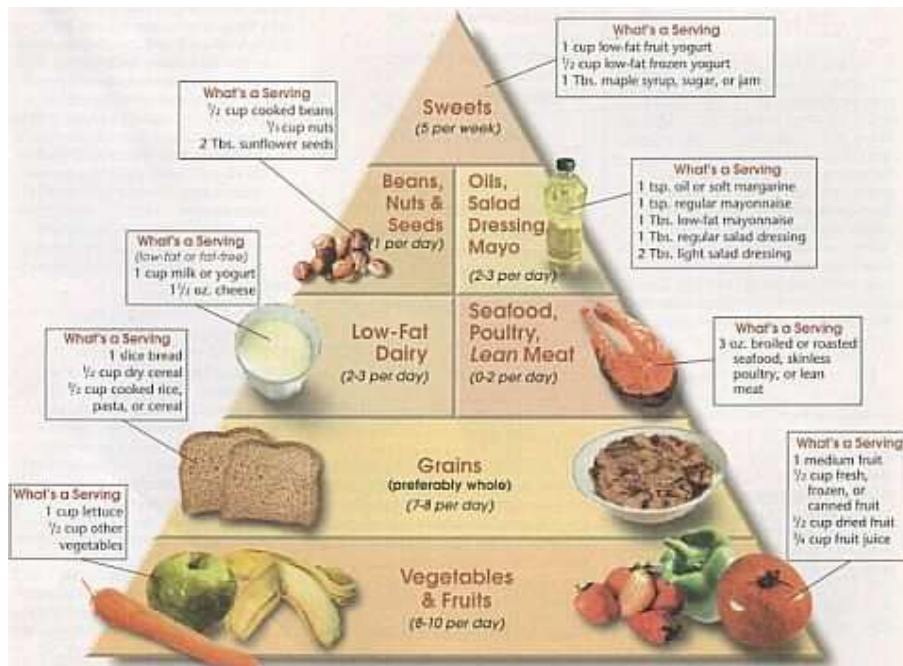 What's a Serving
1 cup low-fat fruit yogurt
½ cup low-fat frozen yogurt
1 Tbs. maple syrup, sugar, or jam
Sweets
(5 per week)
What's a Serving
½ cup cooked beans
⅓ cup nuts
2 Tbs. sunflower seeds
Beans,
Nuts &
Seeds
(1 per day)
Oils,
Salad
Dressing,
Mayo
(2-3 per day)
What's a Serving
1 tsp. oil or soft margarine
1 tsp. regular mayonnaise
1 Tbs. low-fat mayonnaise
1 Tbs. regular salad dressing
2 Tbs. light salad dressing
What's a Serving
(low-fat or fat-free)
1 cup milk or yogurt
1½ oz. cheese
Low-Fat
Dairy
(2-3 per day)
Seafood,
Poultry,
Lean Meat
(0-2 per day)
What's a Serving
3 oz. broiled or roasted
seafood, skinless
poultry, or lean
meat
What's a Serving
1 slice bread
½ cup dry cereal
½ cup cooked rice,
pasta, or cereal
Grains
(preferably whole)
(7-8 per day)
What's a Serving
1 cup lettuce
½ cup other
vegetables
Vegetables
& Fruits
(8-10 per day)
What's a Serving
1 medium fruit
½ cup fresh,
frozen, or
canned fruit
½ cup dried fruit
¾ cup fruit juice